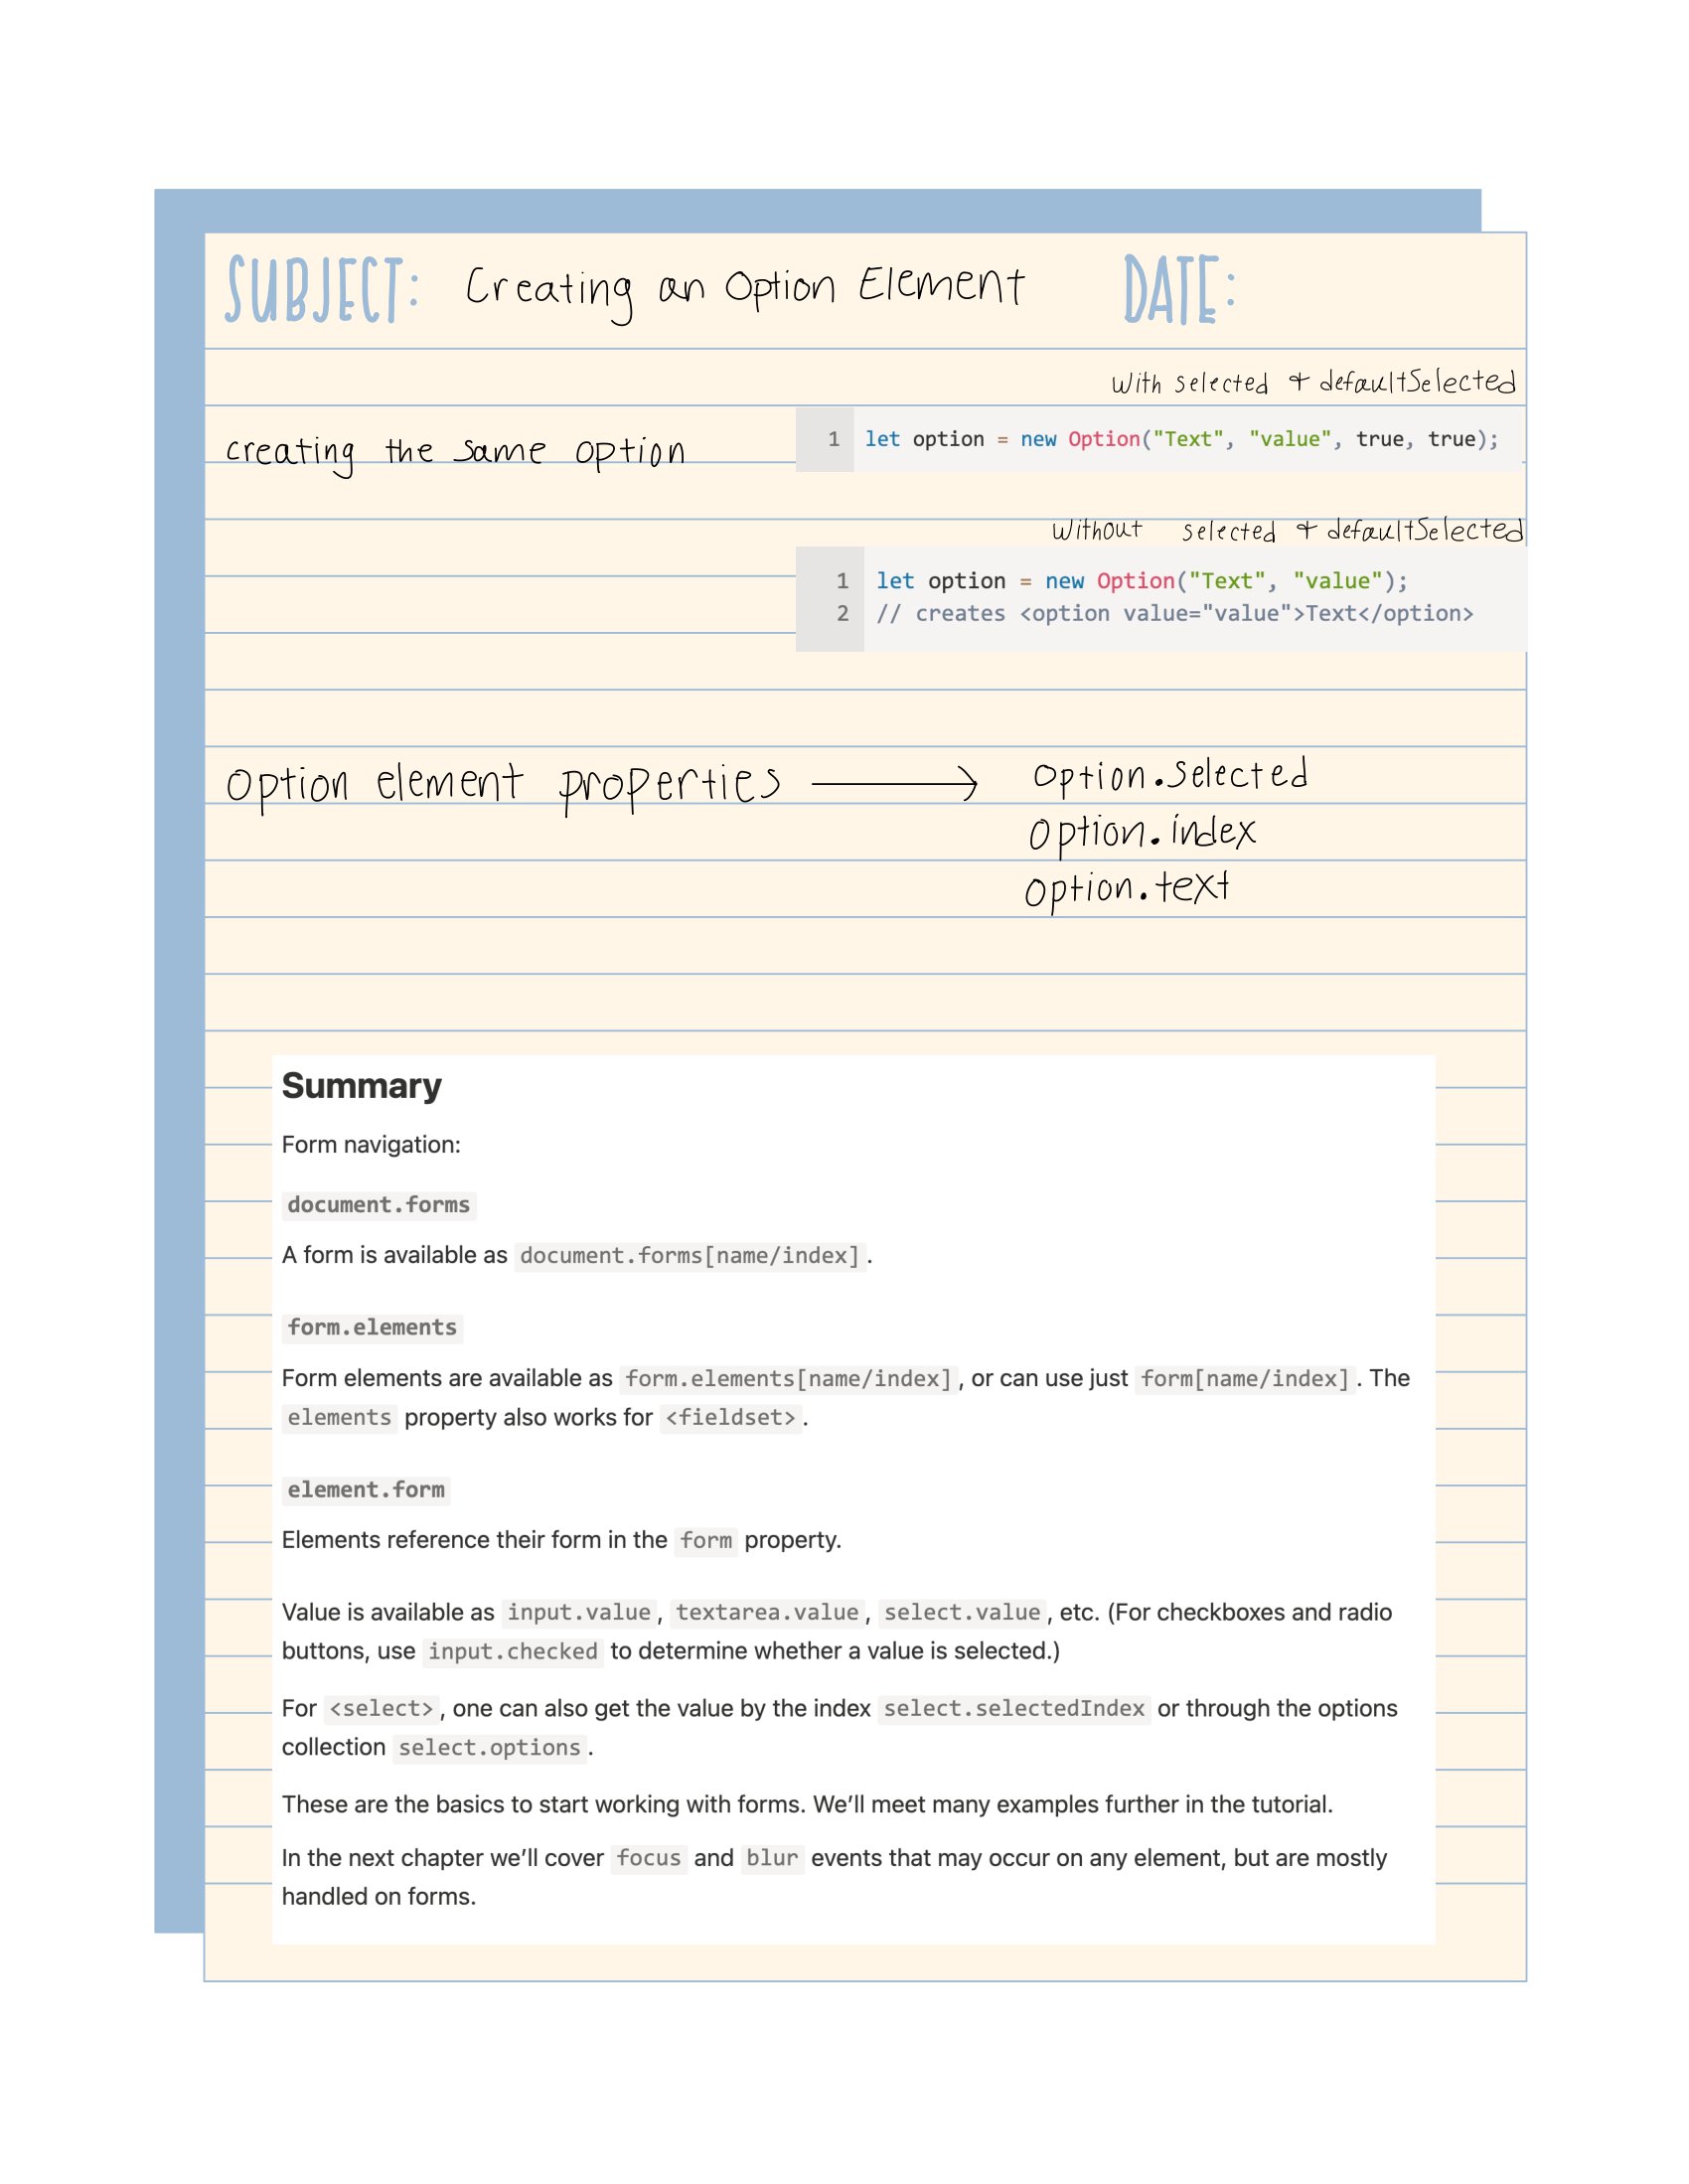 SUBJECT: Creating an Option Element DATE:
with selected + defaultSelected
creating the same option
1 let option = new Option("Text", "value", true, true);
without selected + defaultSelected
1 let option = new Option("Text", "value");
2 // creates <option value="value">Text</option>
Option element properties → Option.selected
Option.index
Option.text
Summary
Form navigation:
document.forms
A form is available as document.forms[name/index].
form.elements
Form elements are available as form.elements[name/index], or can use just form[name/index]. The
elements property also works for <fieldset>.
element.form
Elements reference their form in the form property.
Value is available as input.value, textarea.value, select.value, etc. (For checkboxes and radio
buttons, use input.checked to determine whether a value is selected.)
For <select>, one can also get the value by the index select.selectedIndex or through the options
collection select.options.
These are the basics to start working with forms. We’ll meet many examples further in the tutorial.
In the next chapter we’ll cover focus and blur events that may occur on any element, but are mostly
handled on forms.